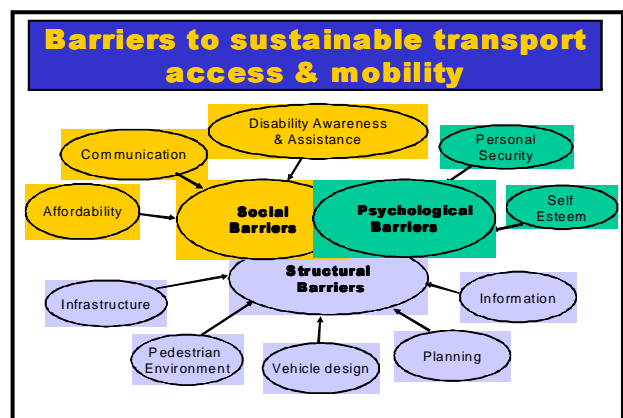 Barriers to sustainable transport
access & mobility
Disability Awareness
& Assistance
Communication
Personal
Security
Affordability
Social
Barriers
Psychological
Barriers
Self
Esteem
Structural
Barriers
Infrastructure
Information
Pedestrian
Environment
Vehicle design
Planning